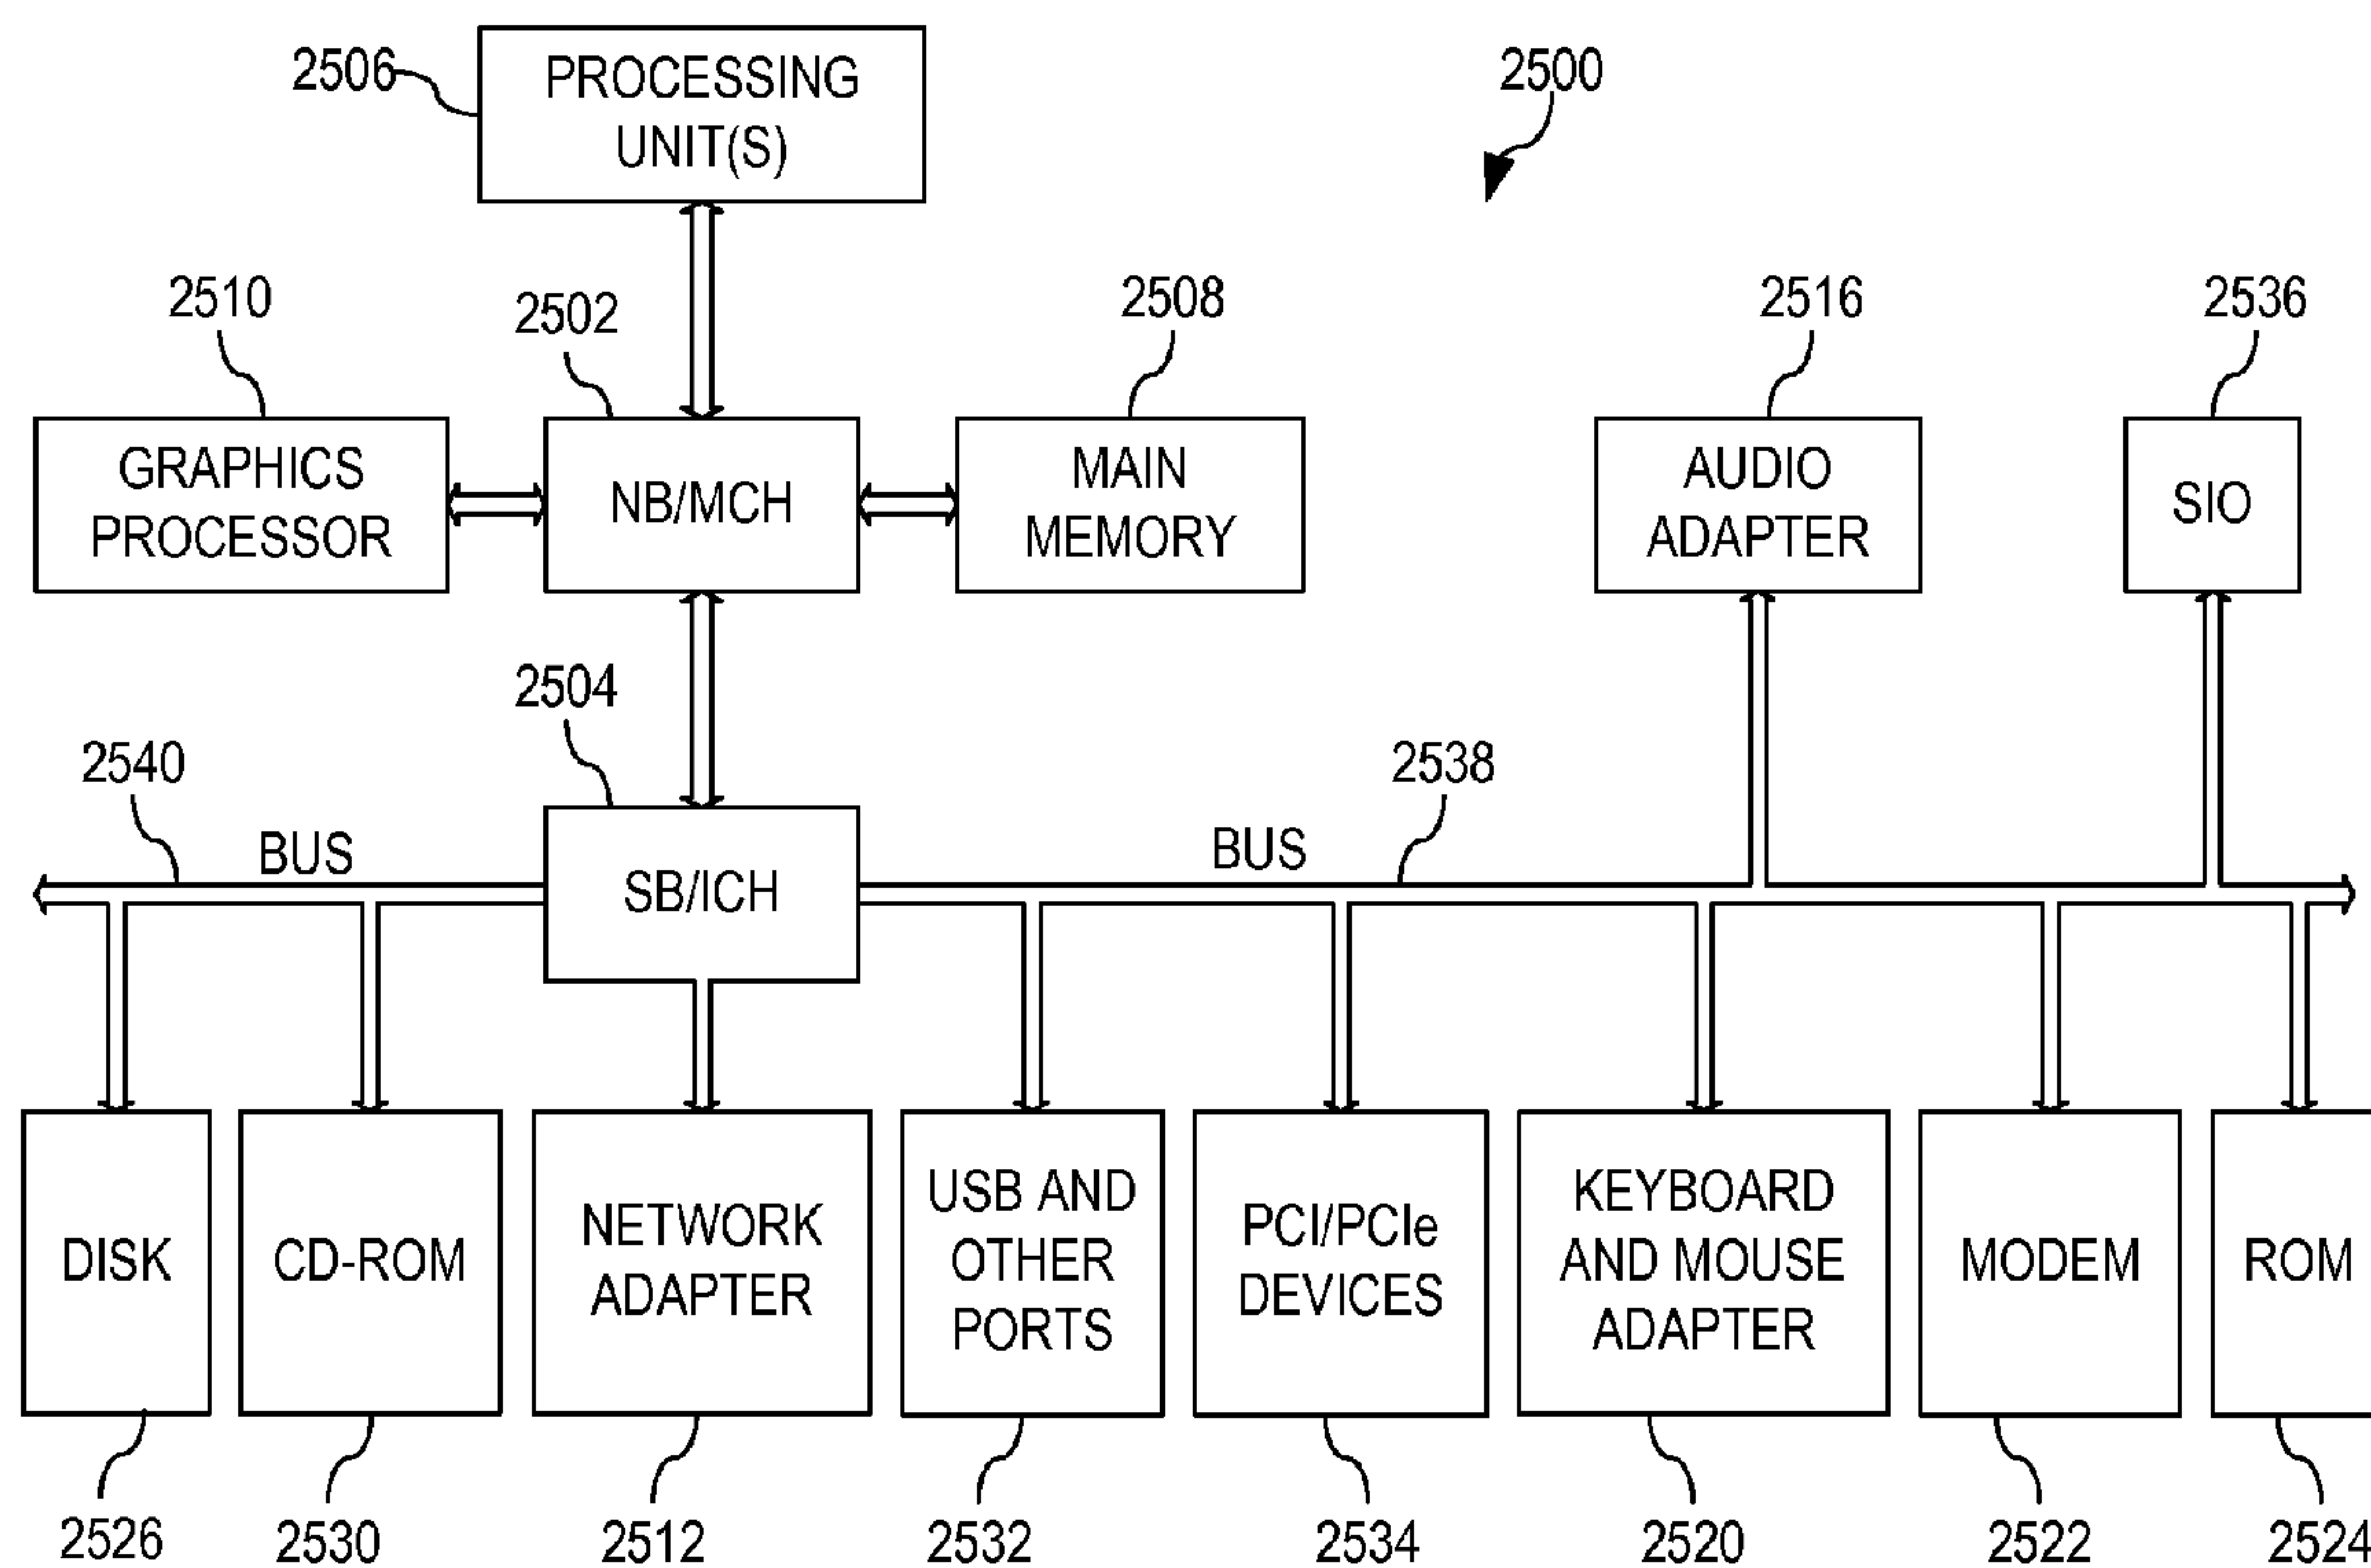 2506
PROCESSING
UNIT(S)
2500
2510
2502
2508
2516
2536
GRAPHICS
PROCESSOR
NB/MCH
MAIN
MEMORY
AUDIO
ADAPTER
SIO
2504
2540
2538
BUS
BUS
SB/ICH
DISK
CD-ROM
NETWORK
ADAPTER
USB AND
OTHER
PORTS
PCI/PCIe
DEVICES
KEYBOARD
AND MOUSE
ADAPTER
MODEM
ROM
2526
2530
2512
2532
2534
2520
2522
2524